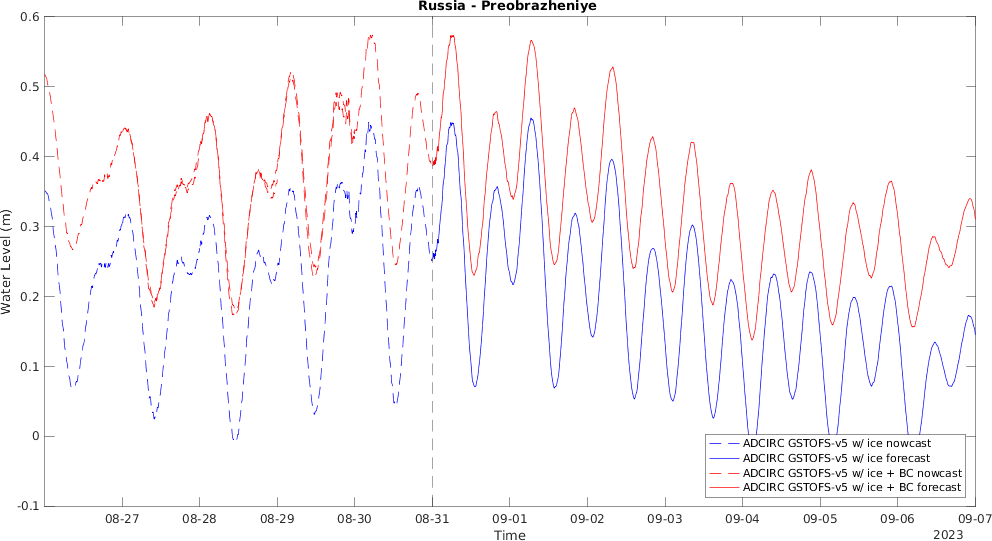 Russia - Preobrazheniye
0.6
0.5
0.4
0.3
0.2
0.1
0
-0.1
Water Level (m)
ADCIRC GSTOFS-v5 w/ ice nowcast
ADCIRC GSTOFS-v5 w/ ice forecast
ADCIRC GSTOFS-v5 w/ ice + BC nowcast
ADCIRC GSTOFS-v5 w/ ice + BC forecast
08-27 08-28 08-29 08-30 08-31 09-01 09-02 09-03 09-04 09-05 09-06 09-07
Time
2023